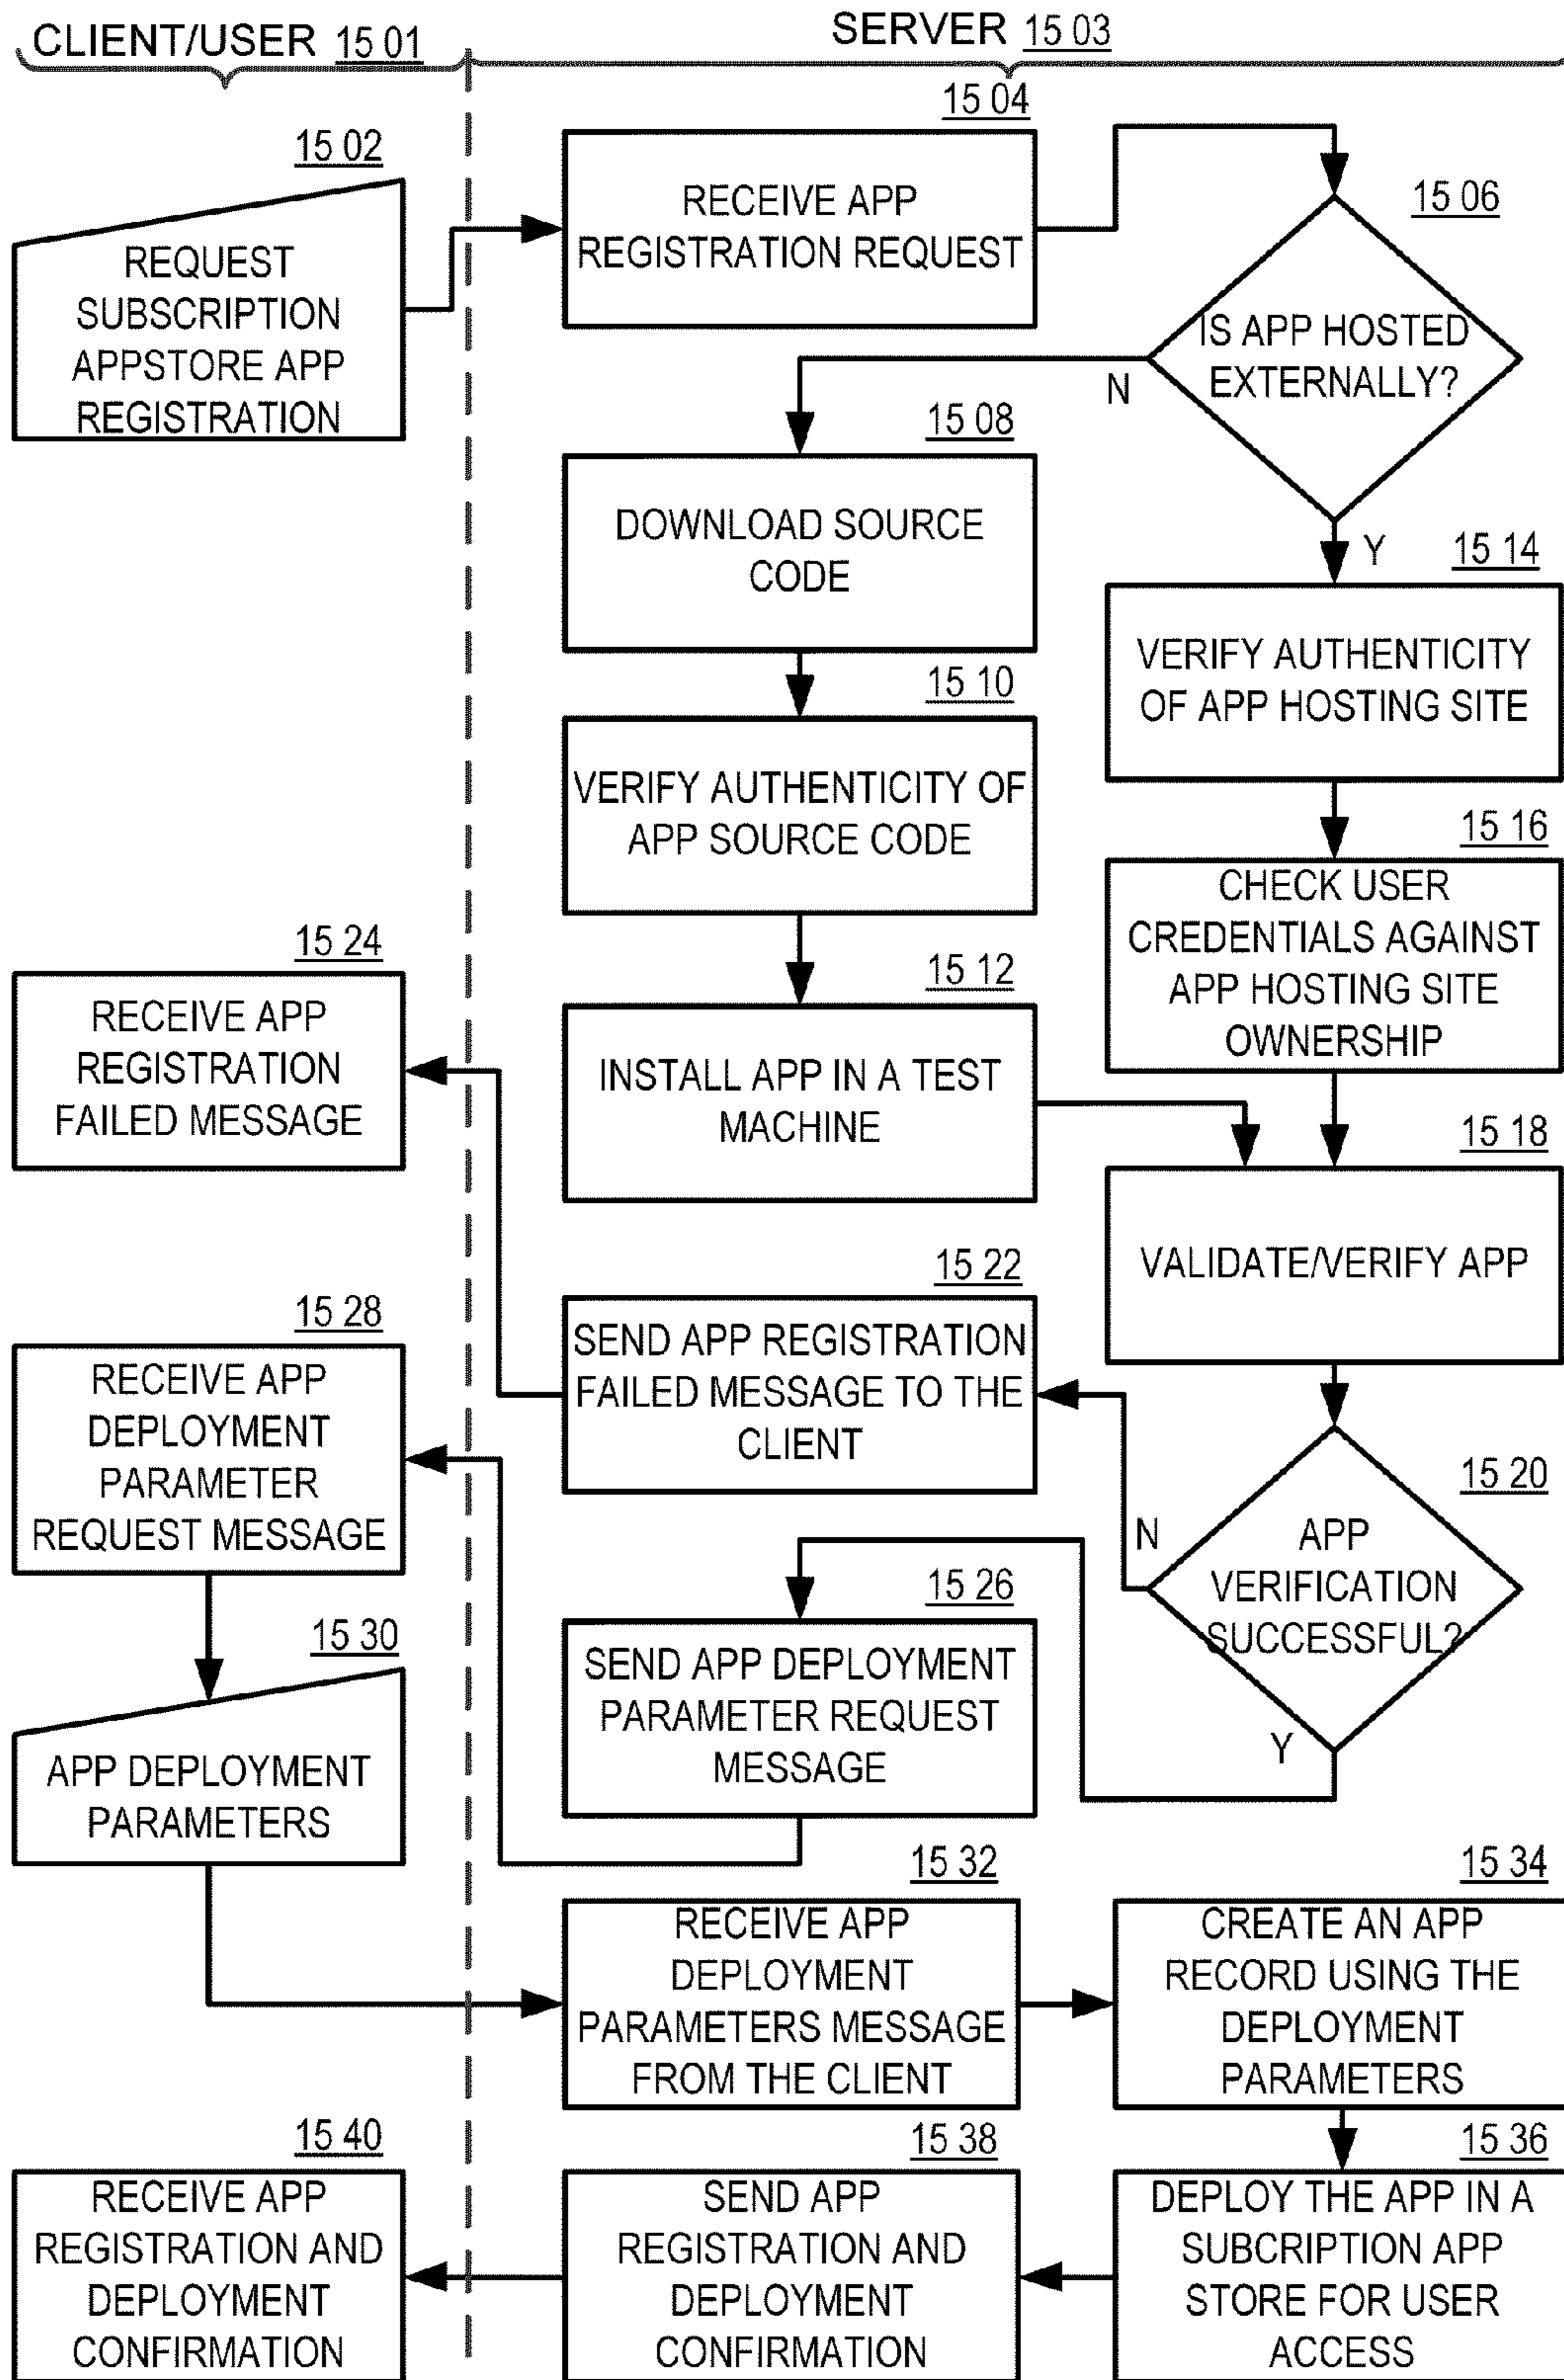 CLIENT/USER 15 01
SERVER 15 03
15 02
REQUEST
SUBSCRIPTION
APPSTORE APP
REGISTRATION
15 04
RECEIVE APP
REGISTRATION REQUEST
15 06
IS APP HOSTED
EXTERNALLY?
N
Y
15 08
DOWNLOAD SOURCE
CODE
15 14
VERIFY AUTHENTICITY
OF APP HOSTING SITE
15 10
VERIFY AUTHENTICITY OF
APP SOURCE CODE
15 16
CHECK USER
CREDENTIALS AGAINST
APP HOSTING SITE
OWNERSHIP
15 24
RECEIVE APP
REGISTRATION
FAILED MESSAGE
15 12
INSTALL APP IN A TEST
MACHINE
15 18
VALIDATE/VERIFY APP
15 22
SEND APP REGISTRATION
FAILED MESSAGE TO THE
CLIENT
15 28
RECEIVE APP
DEPLOYMENT
PARAMETER
REQUEST MESSAGE
15 20
APP
VERIFICATION
SUCCESSFUL?
N
Y
15 26
SEND APP DEPLOYMENT
PARAMETER REQUEST
MESSAGE
15 30
APP DEPLOYMENT
PARAMETERS
15 32
RECEIVE APP
DEPLOYMENT
PARAMETERS MESSAGE
FROM THE CLIENT
15 34
CREATE AN APP
RECORD USING THE
DEPLOYMENT
PARAMETERS
15 40
RECEIVE APP
REGISTRATION AND
DEPLOYMENT
CONFIRMATION
15 38
SEND APP
REGISTRATION AND
DEPLOYMENT
CONFIRMATION
15 36
DEPLOY THE APP IN A
SUBCRIPTION APP
STORE FOR USER
ACCESS